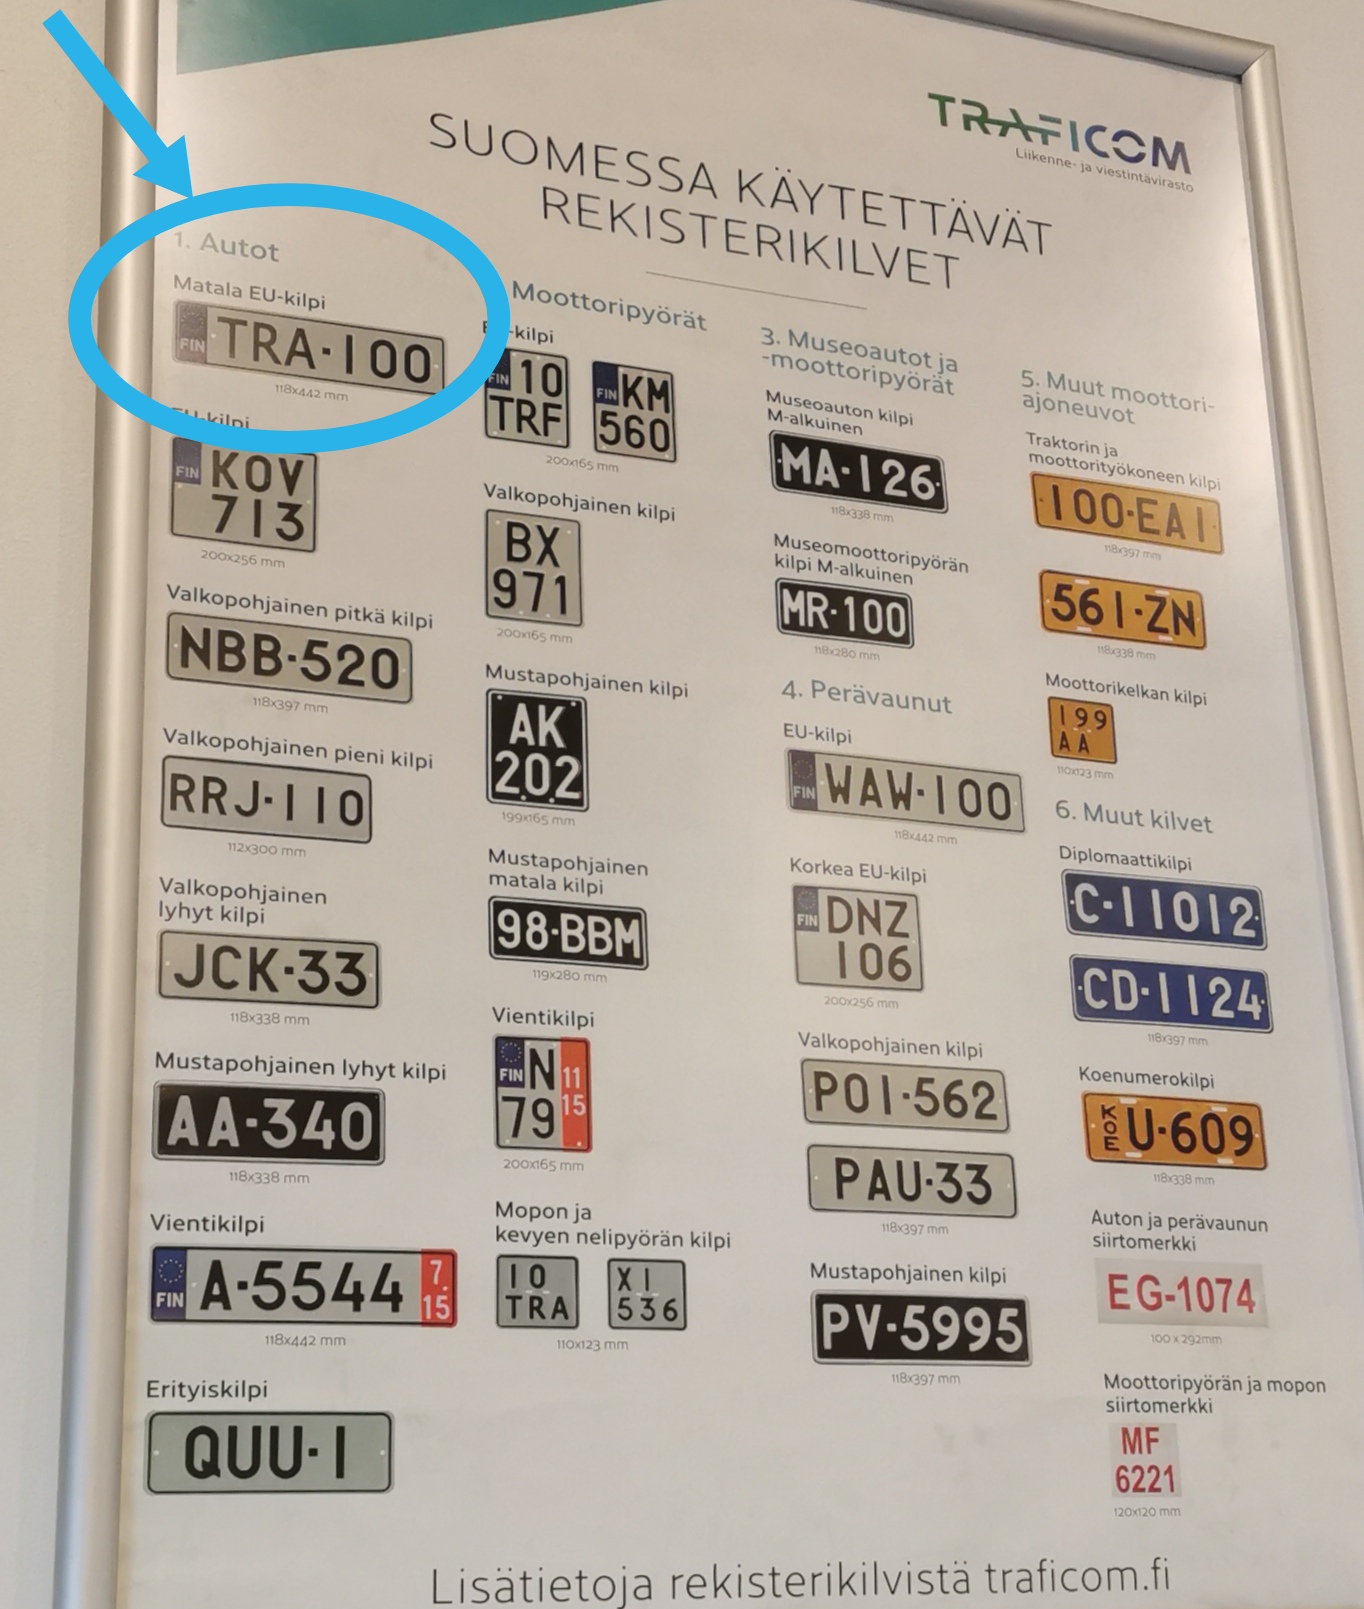 TRAFICOM
Liikenne- ja viestintävirasto
SUOMESSA KÄYTETTÄVÄT
REKISTERIKILVET
1. Autot
Matala EU-kilpi
FIN TRA-100
118x442 mm
EU-kilpi
FIN KOV
713
200x256 mm
Valkopohjainen pitkä kilpi
NBB-520
118x397 mm
Valkopohjainen pieni kilpi
RRJ-110
112x300 mm
Valkopohjainen
lyhyt kilpi
JCK-33
118x338 mm
Mustapohjainen lyhyt kilpi
AA-340
118x338 mm
Vientikilpi
FIN A-5544 7.
15
118x442 mm
Erityiskilpi
QUU-1
Moottoripyörät
-kilpi
FIN 10
TRF
FIN KM
560
200x165 mm
Valkopohjainen kilpi
BX
971
200x165 mm
Mustapohjainen kilpi
AK
202
199x165 mm
Mustapohjainen
matala kilpi
98-BBM
119x280 mm
Vientikilpi
FIN N 11
79 15
200x165 mm
Mopon ja
kevyen nelipyörän kilpi
10
TRA
X1
536
110x123 mm
3. Museoautot ja
-moottoripyörät
Museoauton kilpi
M-alkuinen
MA-126
118x338 mm
Museomoottoripyörän
kilpi M-alkuinen
MR-100
118x280 mm
4. Perävaunut
EU-kilpi
FIN WAW-100
118x442 mm
Korkea EU-kilpi
FIN DNZ
106
200x256 mm
Valkopohjainen kilpi
POI-562
PAU-33
118x397 mm
Mustapohjainen kilpi
PV-5995
118x397 mm
5. Muut moottori-
ajoneuvot
Traktorin ja
moottorityökoneen kilpi
100-EA1
118x397 mm
561-ZN
118x338 mm
Moottorikelkan kilpi
199
AA
110x123 mm
6. Muut kilvet
Diplomaattikilpi
C-11012
CD-1124
118x397 mm
Koenumerokilpi
KOE U-609
118x338 mm
Auton ja perävaunun
siirtomerkki
EG-1074
100 x 292mm
Moottoripyörän ja mopon
siirtomerkki
MF
6221
120x120 mm
Lisätietoja rekisterikilvistä traficom.fi